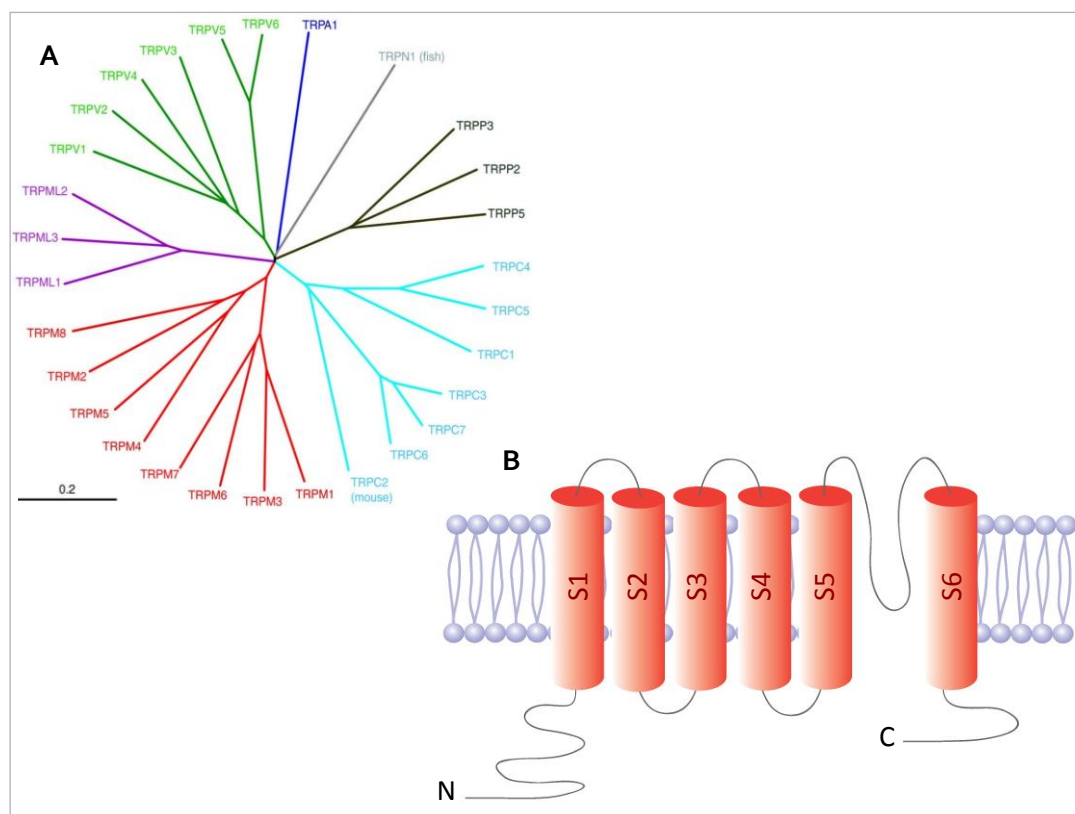 A
TRPV5
TRPV6
TRPA1
TRPV3
TRPN1 (fish)
TRPV4
TRPV2
TRPV1
TRPP3
TRPP2
TRPP5
TRPML2
TRPML3
TRPML1
TRPC4
TRPC5
TRPC1
TRPC3
TRPC7
TRPC6
TRPC2
(mouse)
TRPM8
TRPM2
TRPM5
TRPM4
TRPM7
TRPM6
TRPM3
TRPM1
0.2
B
S1
S2
S3
S4
S5
S6
N
C